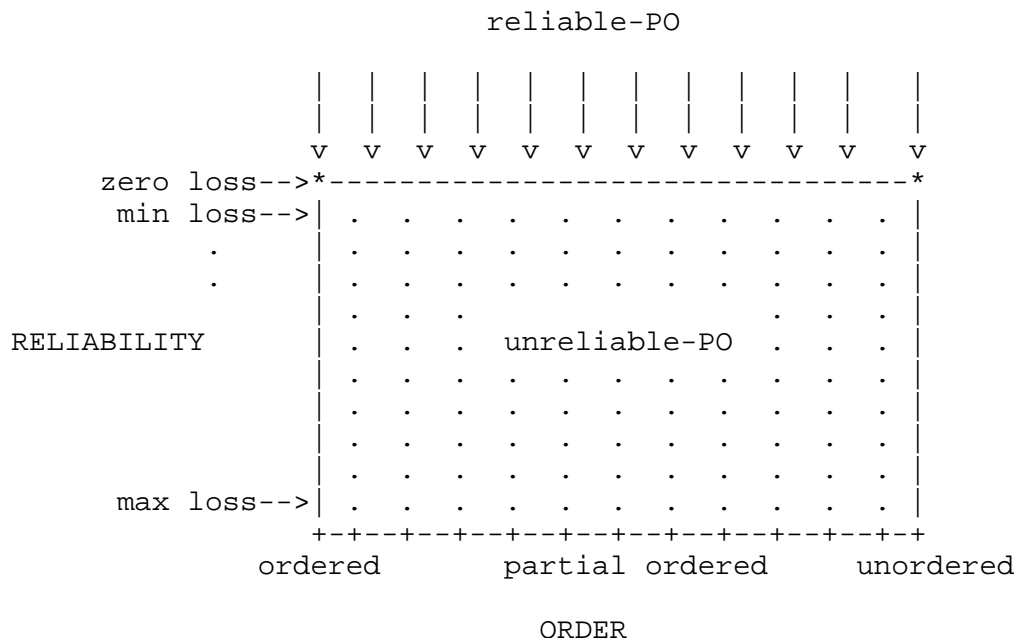 reliable-PO
| | | | | | | | | | | |
| | | | | | | | | | | |
v v v v v v v v v v v v
zero loss-->*---------------------------------*
min loss-->| . . . . . . . . . . . |
. | . . . . . . . . . . . |
. | . . . . . . . . . . . |
| . . . . . . |
RELIABILITY | . . . unreliable-PO . . . |
| . . . . . . . . . . . |
| . . . . . . . . . . . |
| . . . . . . . . . . . |
| . . . . . . . . . . . |
max loss-->| . . . . . . . . . . . |
+-+--+--+--+--+--+--+--+--+--+--+-+
ordered partial ordered unordered
ORDER